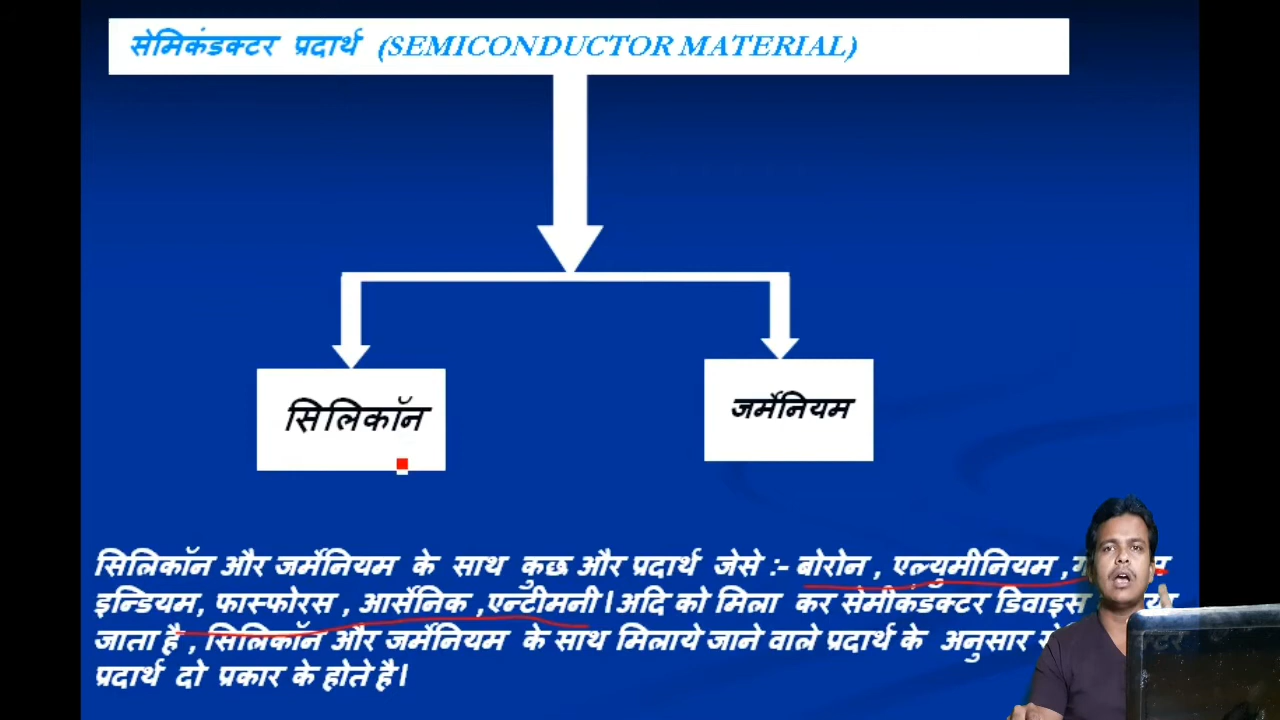 सेमिकंडक्टर प्रदार्थ (SEMICONDUCTOR MATERIAL)
सिलिकॉन
जर्मेनियम
सिलिकॉन और जर्मेनियम के साथ कुछ और प्रदार्थ जेसे :- बोरोन , एल्युमीनियम ,
इन्डियम, फास्फोरस , आर्सेनिक ,एन्टीमनी।अदि को मिला कर सेमीकंडक्टर डिवाइस
जाता है , सिलिकॉन और जर्मेनियम के साथ मिलाये जाने वाले प्रदार्थ के अनुसार
प्रदार्थ दो प्रकार के होते है।